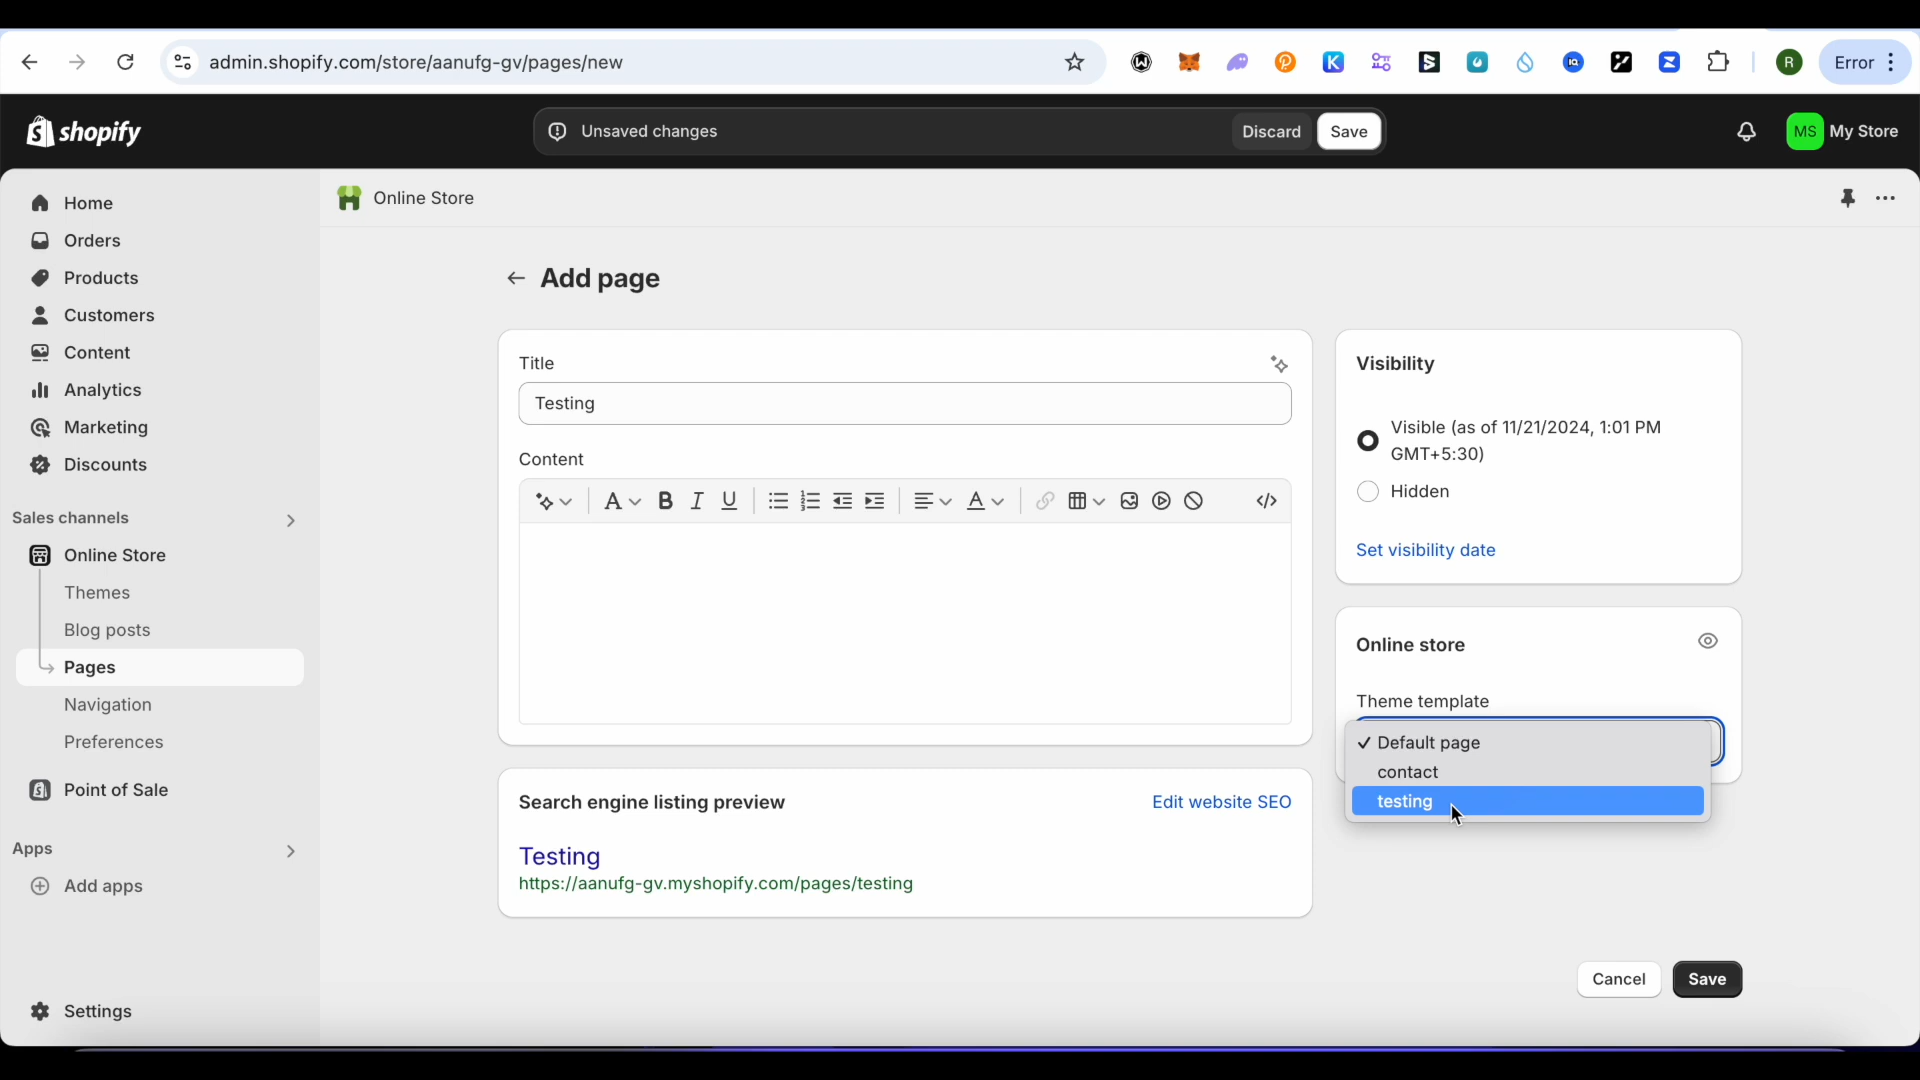 admin.shopify.com/store/aanufg-gv/pages/new
R
Error
shopify
Unsaved changes
Discard
Save
MS
My Store
Home
Orders
Products
Customers
Content
Analytics
Marketing
Discounts
Sales channels
Online Store
Themes
Blog posts
Pages
Navigation
Preferences
Point of Sale
Apps
Add apps
Settings
Online Store
Add page
Title
Testing
Content
A
B
I
U
A
Search engine listing preview
Edit website SEO
Testing
https://aanufg-gv.myshopify.com/pages/testing
Visibility
Visible (as of 11/21/2024, 1:01 PM
GMT+5:30)
Hidden
Set visibility date
Online store
Theme template
✓ Default page
contact
testing
Cancel
Save